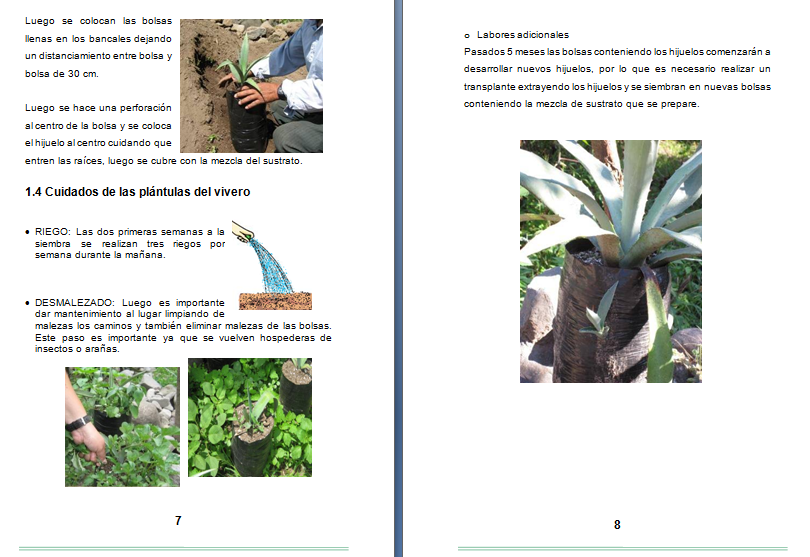 Luego se colocan las bolsas
llenas en los bancales dejando
un distanciamiento entre bolsa y
bolsa de 30 cm.
Luego se hace una perforación
al centro de la bolsa y se coloca
el hijuelo al centro cuidando que
entren las raíces, luego se cubre con la mezcla del sustrato.
1.4 Cuidados de las plántulas del vivero
• RIEGO: Las dos primeras semanas a la
siembra se realizan tres riegos por
semana durante la mañana.
• DESMALEZADO: Luego es importante
dar mantenimiento al lugar limpiando de
malezas los caminos y también eliminar malezas de las bolsas.
Este paso es importante ya que se vuelven hospederas de
insectos o arañas.
7
o Labores adicionales
Pasados 5 meses las bolsas conteniendo los hijuelos comenzarán a
desarrollar nuevos hijuelos, por lo que es necesario realizar un
transplante extrayendo los hijuelos y se siembran en nuevas bolsas
conteniendo la mezcla de sustrato que se prepare.
8